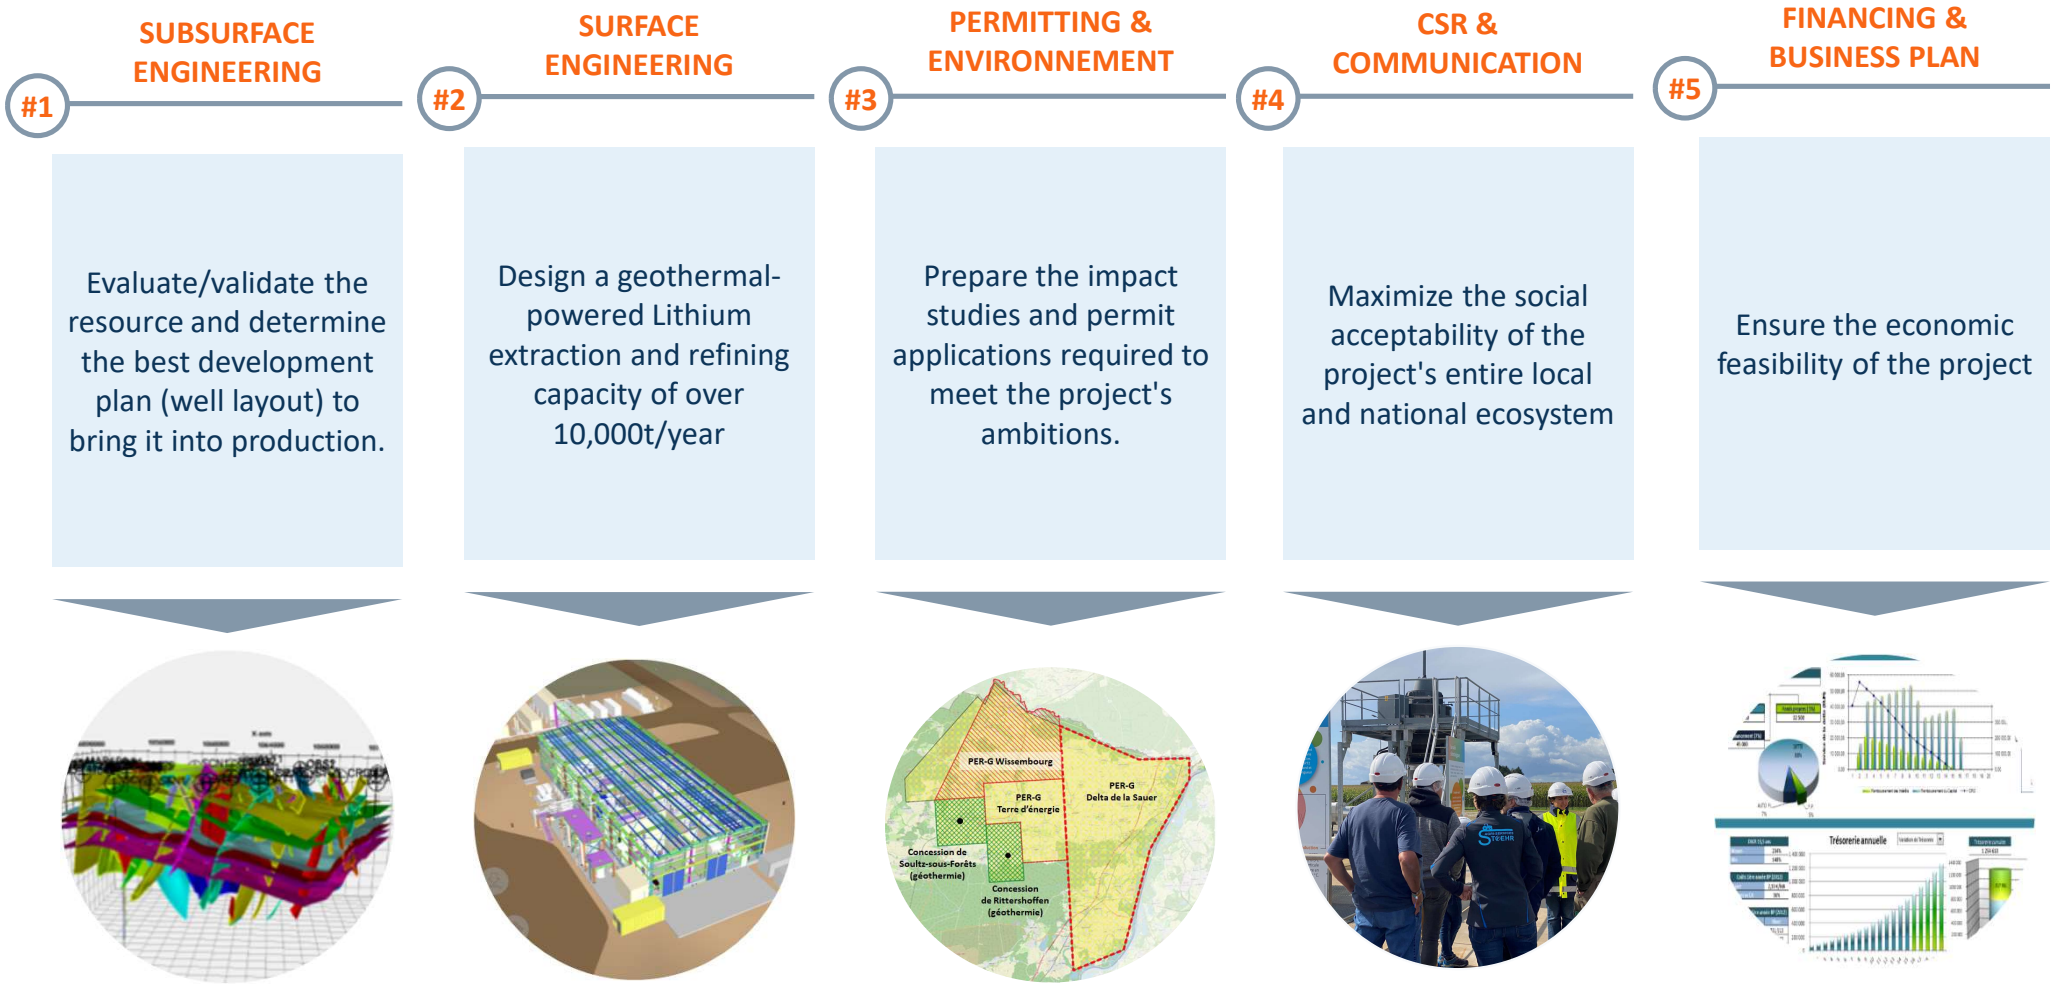 SUBSURFACE
ENGINEERING
#1
Evaluate/validate the
resource and determine
the best development
plan (well layout) to
bring it into production.
SURFACE
ENGINEERING
#2
Design a geothermal-
powered Lithium
extraction and refining
capacity of over
10,000t/year
PERMITTING &
ENVIRONNEMENT
#3
Prepare the impact
studies and permit
applications required to
meet the project's
ambitions.
PER-G Wissembourg
PER-G
Terre d'énergie
PER-G
Delta de la Sauer
Concession de
Soultz-sous-Forêts
(géothermie)
Concession
de Rittershoffen
(géothermie)
CSR &
COMMUNICATION
#4
Maximize the social
acceptability of the
project's entire local
and national ecosystem
FINANCING &
BUSINESS PLAN
#5
Ensure the economic
feasibility of the project
Trésorerie annuelle